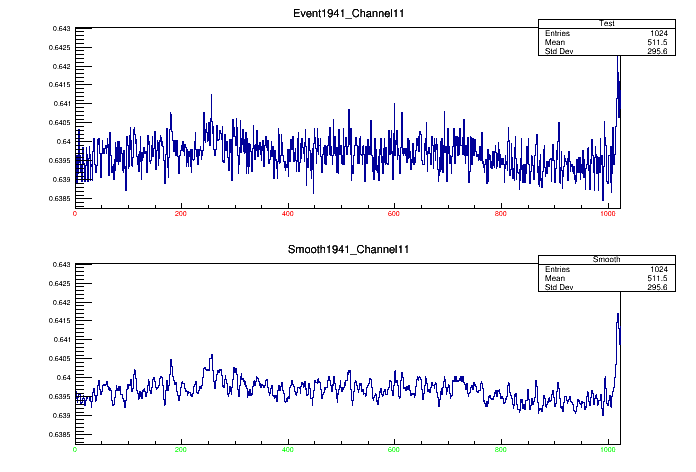 Event1941_Channel11
Test
Entries 1024
Mean 511.5
Std Dev 295.6
0.643
0.6425
0.642
0.6415
0.641
0.6405
0.64
0.6395
0.639
0.6385
0 200 400 600 800 1000
Smooth1941_Channel11
Smooth
Entries 1024
Mean 511.5
Std Dev 295.6
0.643
0.6425
0.642
0.6415
0.641
0.6405
0.64
0.6395
0.639
0.6385
0 200 400 600 800 1000